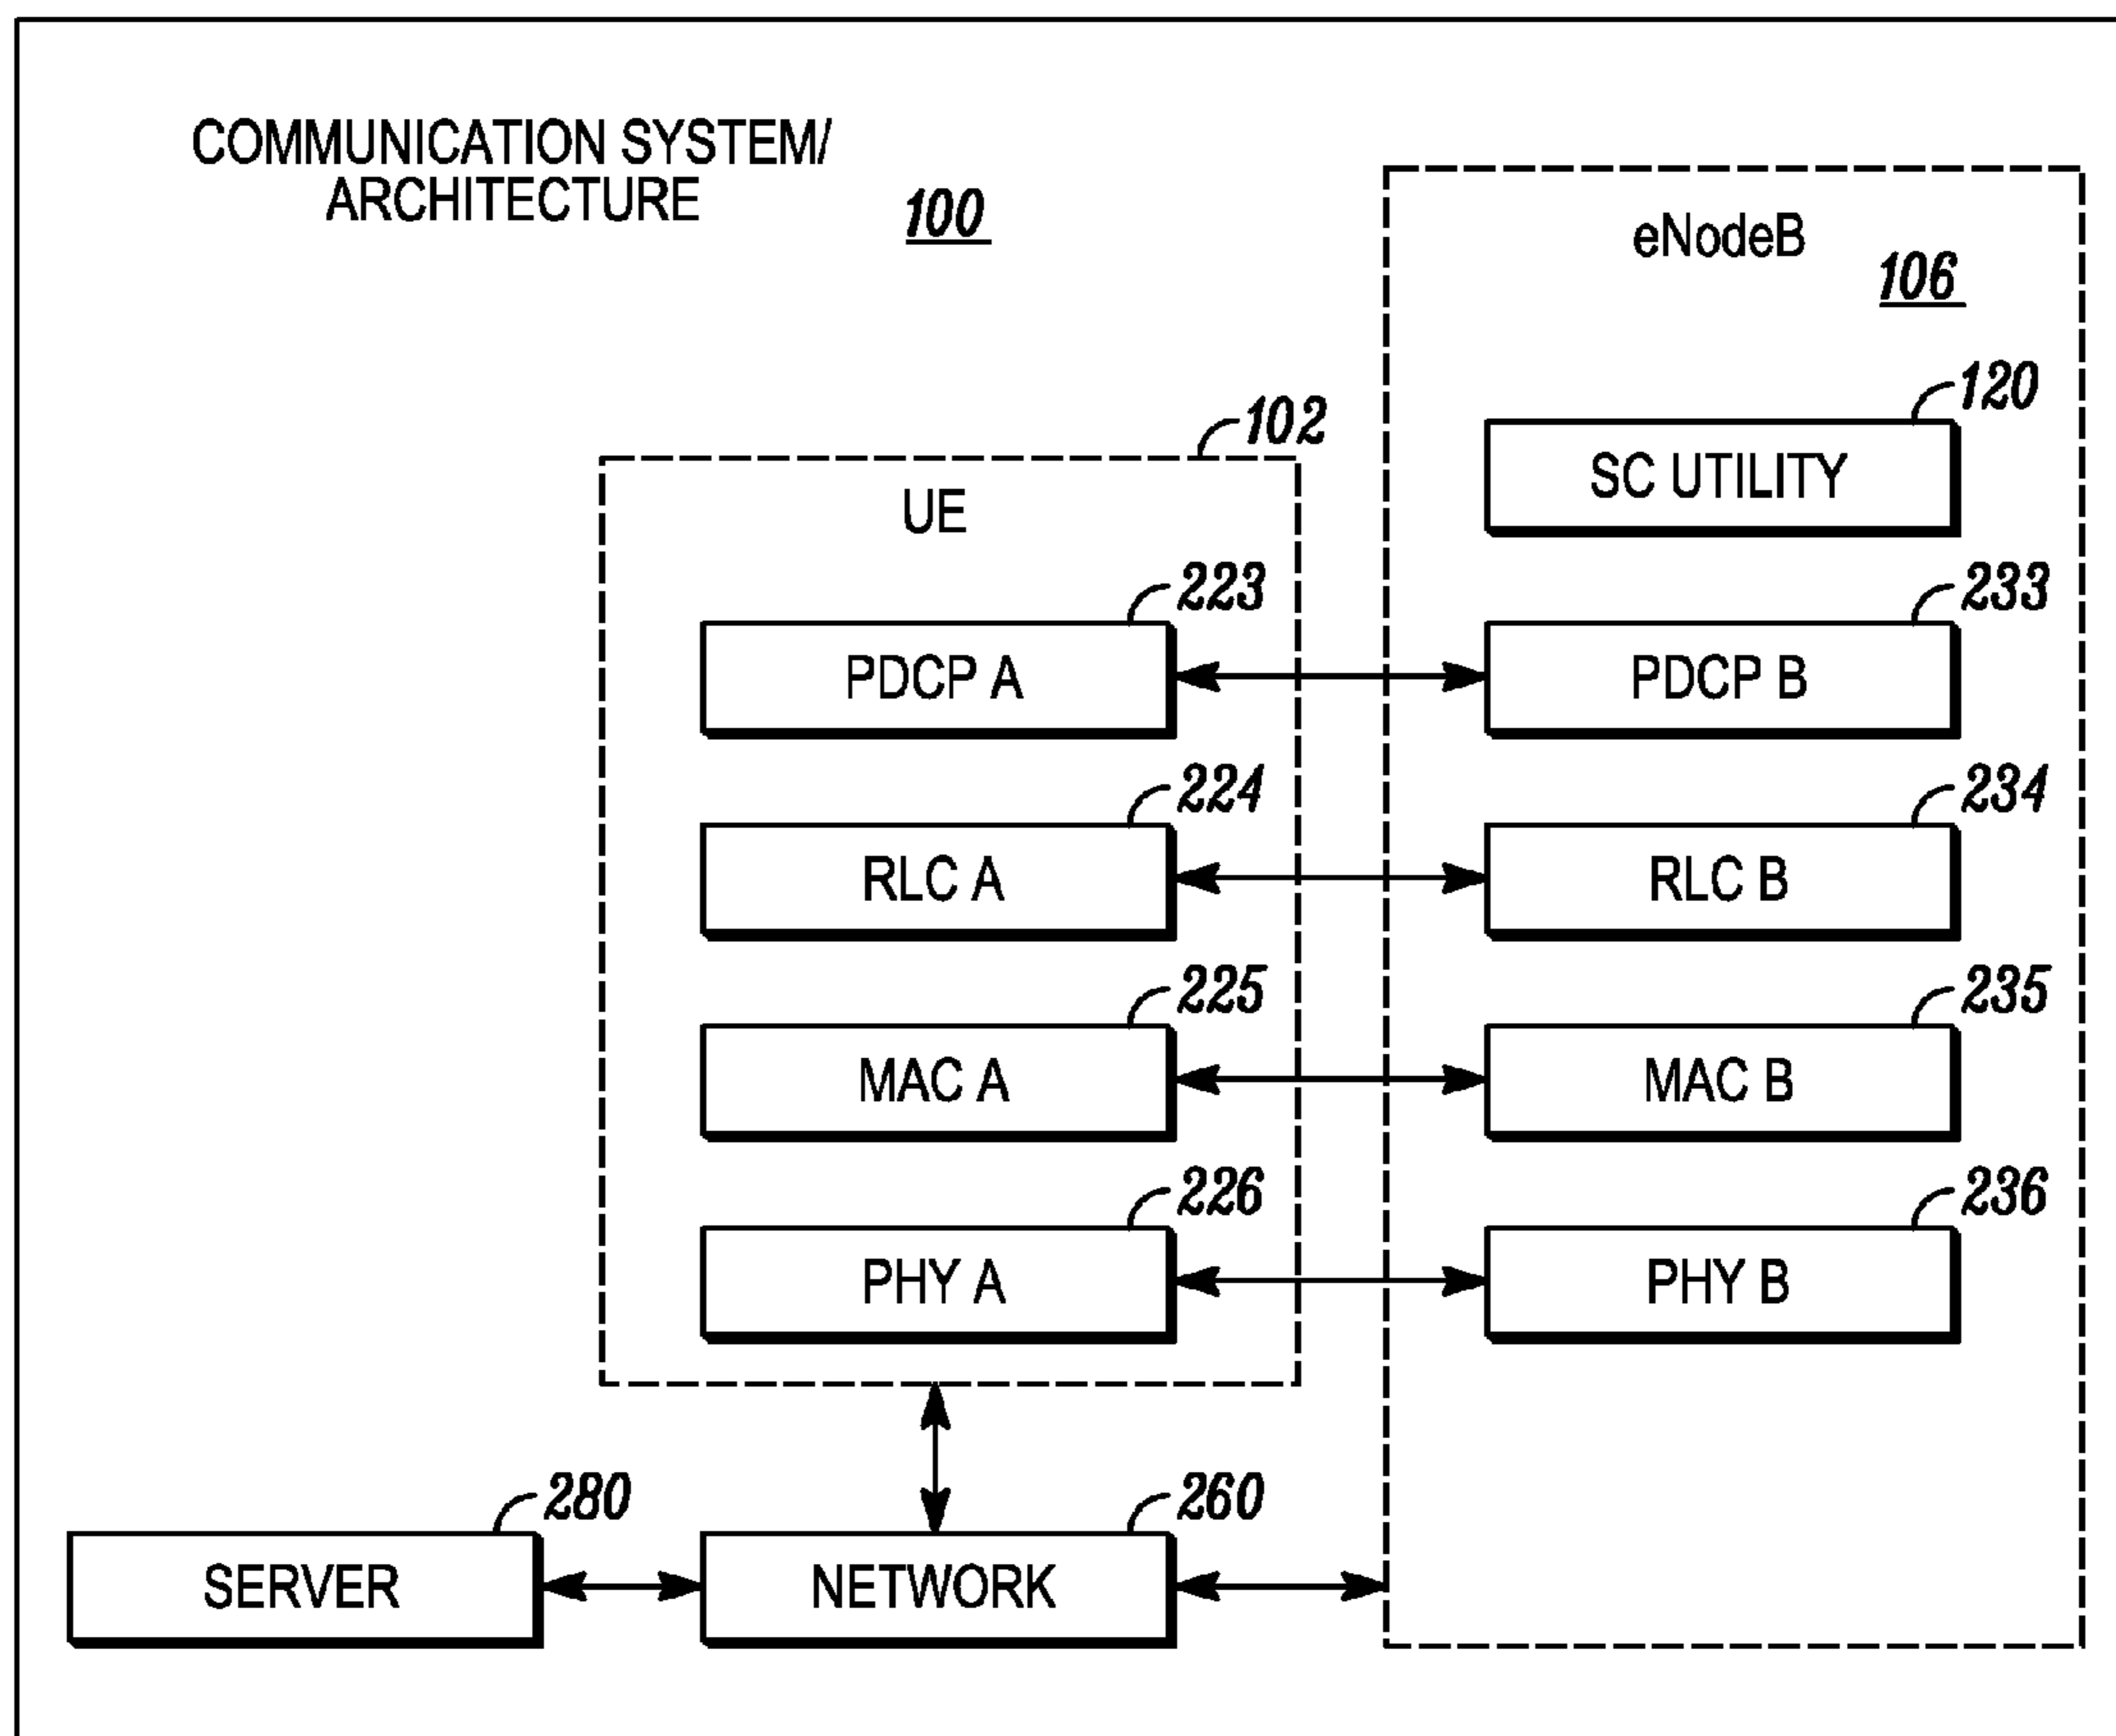 COMMUNICATION SYSTEM/
ARCHITECTURE
100
eNodeB
106
120
SC UTILITY
102
UE
223
PDCP A
233
PDCP B
224
RLC A
234
RLC B
225
MAC A
235
MAC B
226
PHY A
236
PHY B
280
SERVER
260
NETWORK